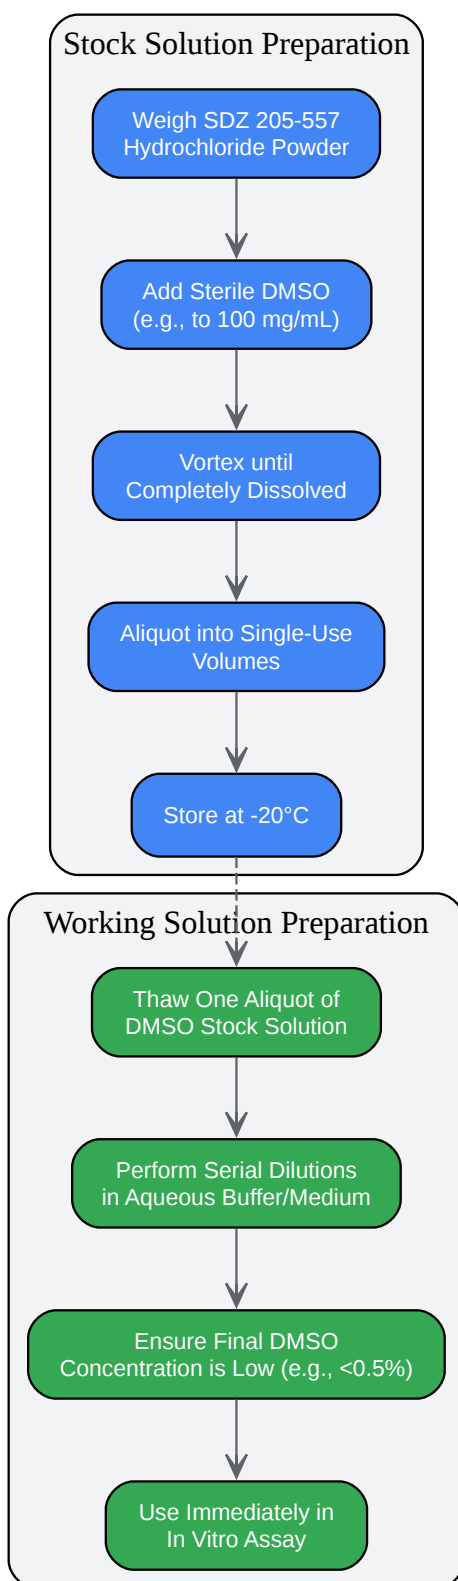 Stock Solution Preparation
Weigh SDZ 205-557
Hydrochloride Powder
Add Sterile DMSO
(e.g., to 100 mg/mL)
Vortex until
Completely Dissolved
Aliquot into Single-Use
Volumes
Store at -20°C
Working Solution Preparation
Thaw One Aliquot of
DMSO Stock Solution
Perform Serial Dilutions
in Aqueous Buffer/Medium
Ensure Final DMSO
Concentration is Low (e.g., <0.5%)
Use Immediately in
In Vitro Assay